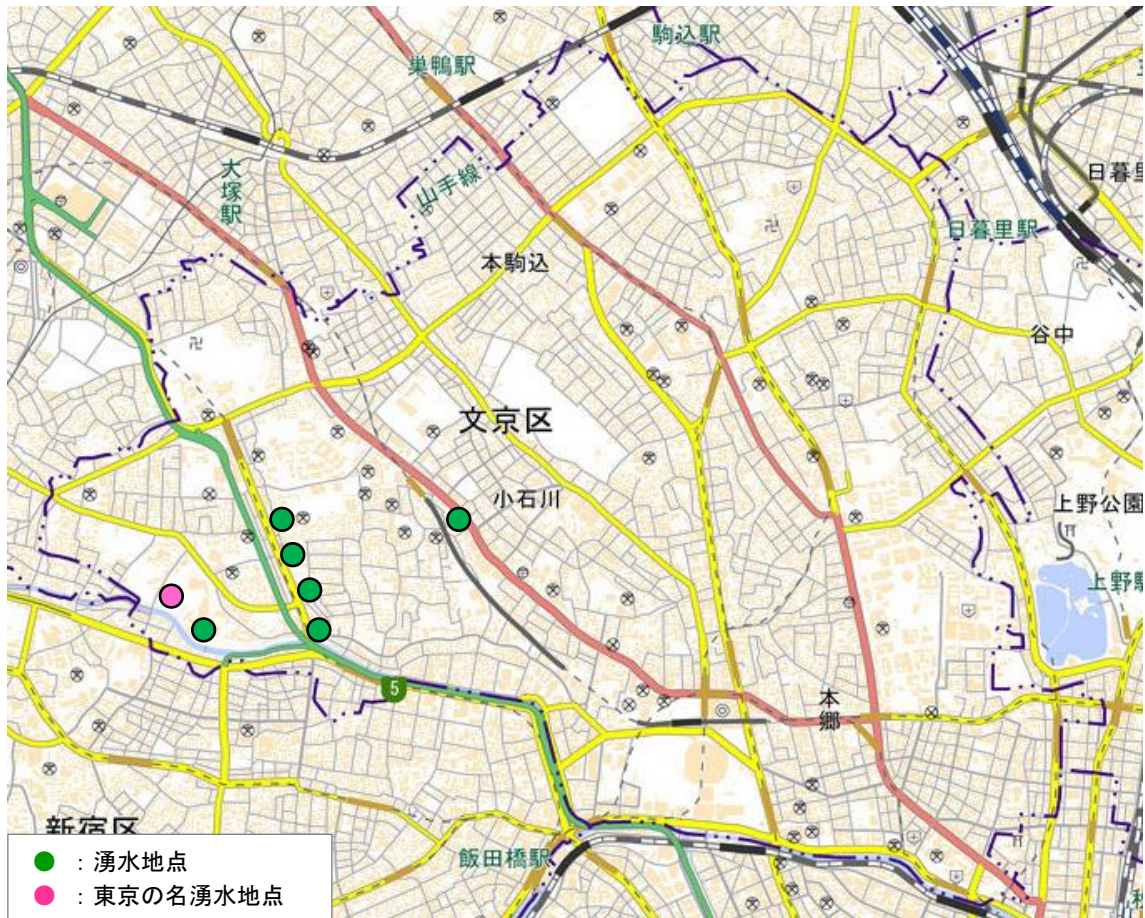 駒込駅
巣鴨駅
大塚駅
山手線
日暮里
日暮里駅
本駒込
谷中
文京区
小石川
上野公園
上野駅
本郷
5
新宿区
飯田橋駅
：湧水地点
：東京の名湧水地点